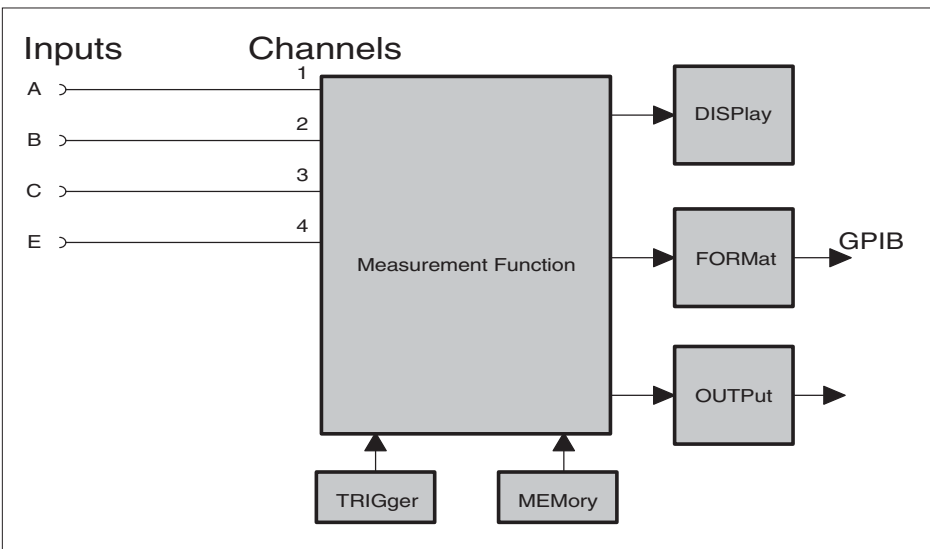 Inputs Channels
A 1
B 2
C 3
E 4
Measurement Function
DISPlay
FORMat GPIB
OUTPut
TRIGger MEMory